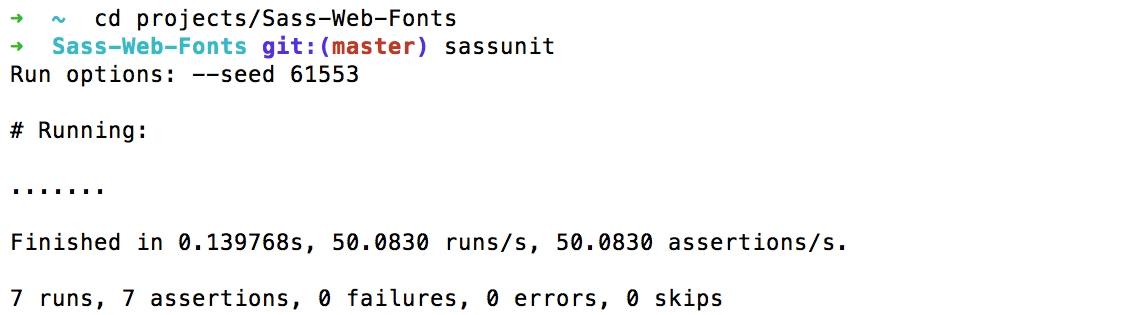 ➜ ~ cd projects/Sass-Web-Fonts
➜ Sass-Web-Fonts git:(master) sassunit
Run options: --seed 61553
# Running:
.......
Finished in 0.139768s, 50.0830 runs/s, 50.0830 assertions/s.
7 runs, 7 assertions, 0 failures, 0 errors, 0 skips